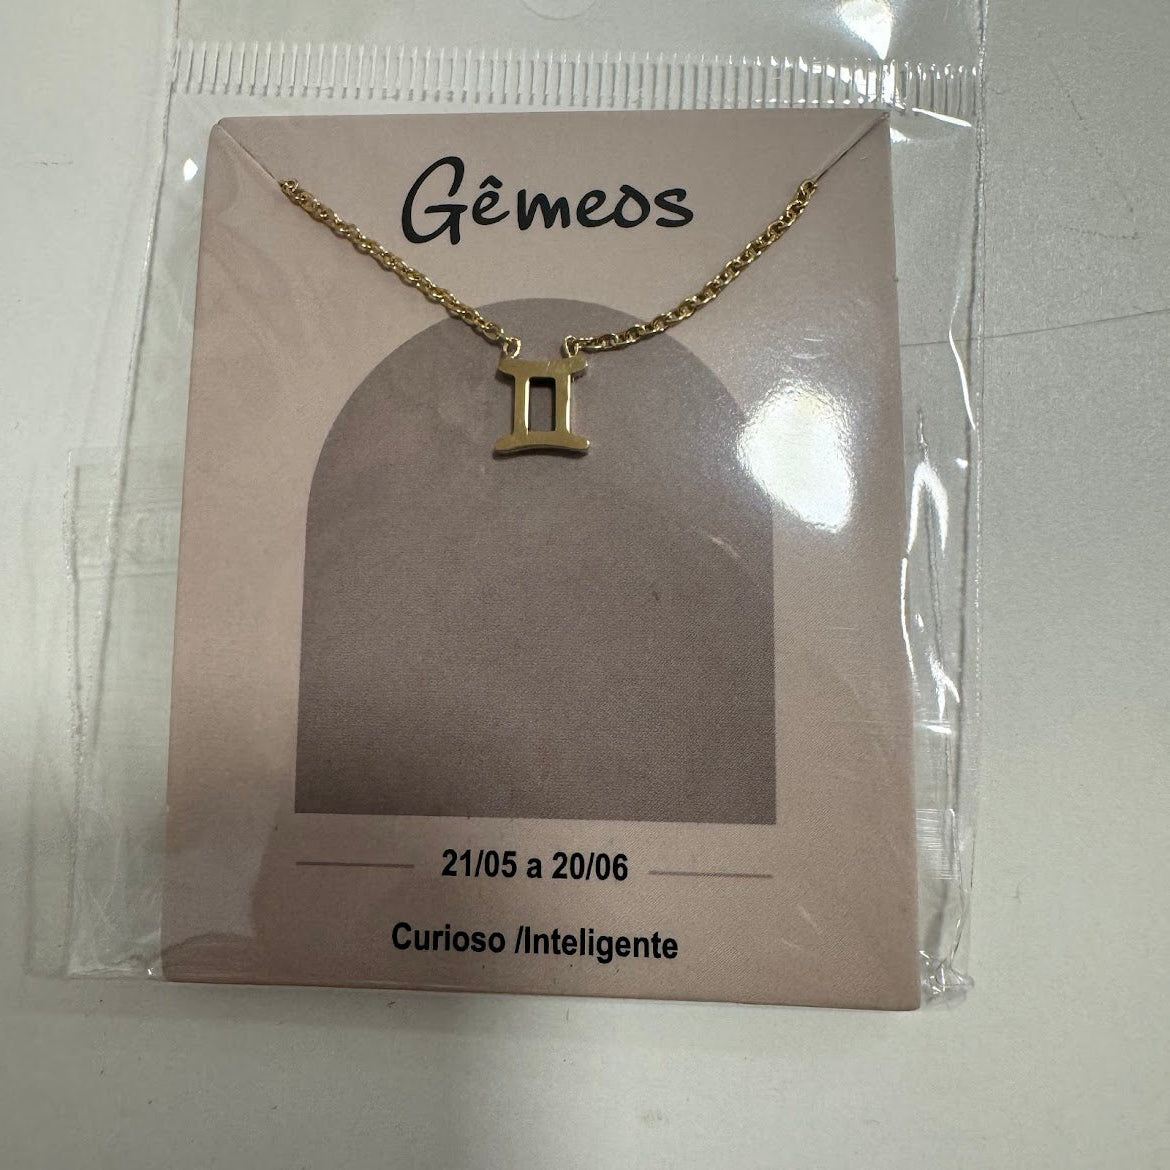 Gêmeos
21/05 a 20/06
Curioso /Inteligente